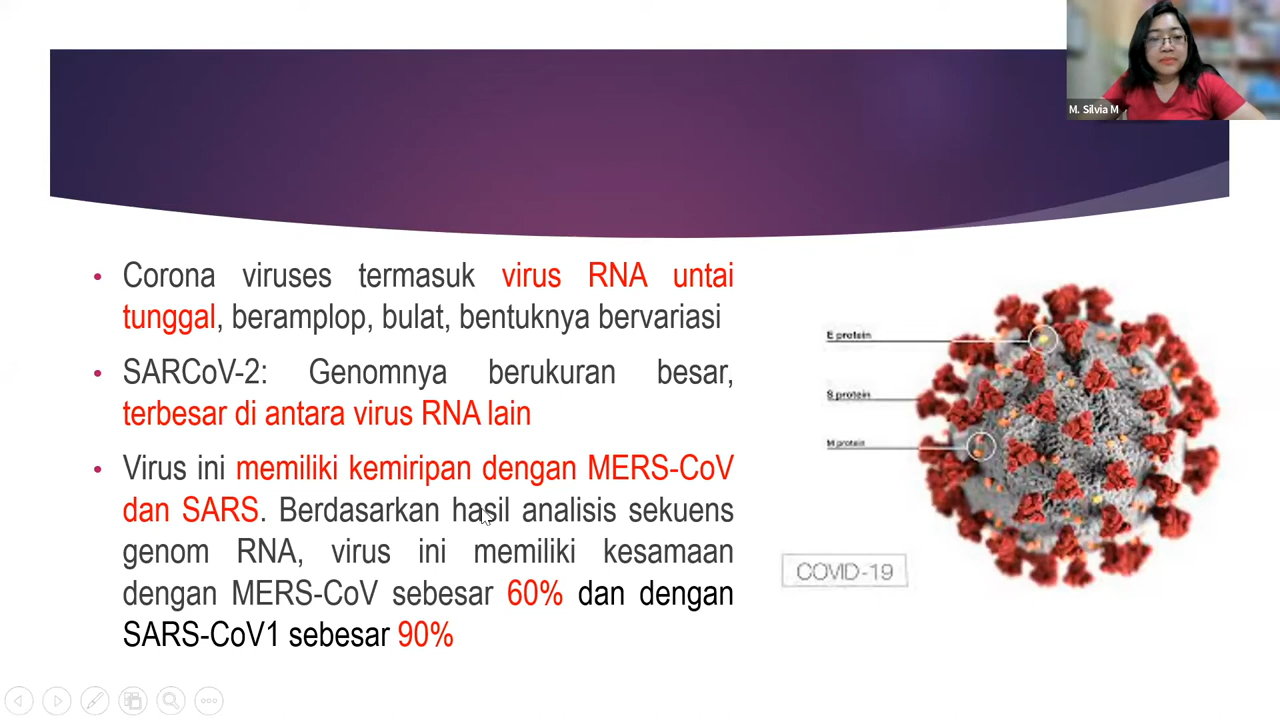 M. Silvia M
• Corona viruses termasuk virus RNA untai
tunggal, beramplop, bulat, bentuknya bervariasi
• SARCoV-2: Genomnya berukuran besar,
terbesar di antara virus RNA lain
• Virus ini memiliki kemiripan dengan MERS-CoV
dan SARS. Berdasarkan hasil analisis sekuens
genom RNA, virus ini memiliki kesamaan
dengan MERS-CoV sebesar 60% dan dengan
SARS-CoV1 sebesar 90%
E protein
S protein
M protein
COVID-19